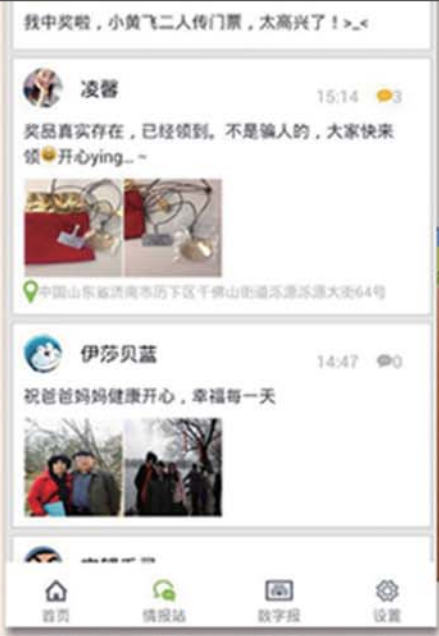 我中奖啦，小黄飞二人传门票，太高兴了！>_<
凌馨
15:14
3
奖品真实存在，已经领到。不是骗人的，大家快来
领😄开心ying...～
中国山东省济南市历下区千佛山街道泺源泺源大街64号
伊莎贝蓝
14:47
0
祝爸爸妈妈健康开心，幸福每一天
首页
情报站
数字报
设置